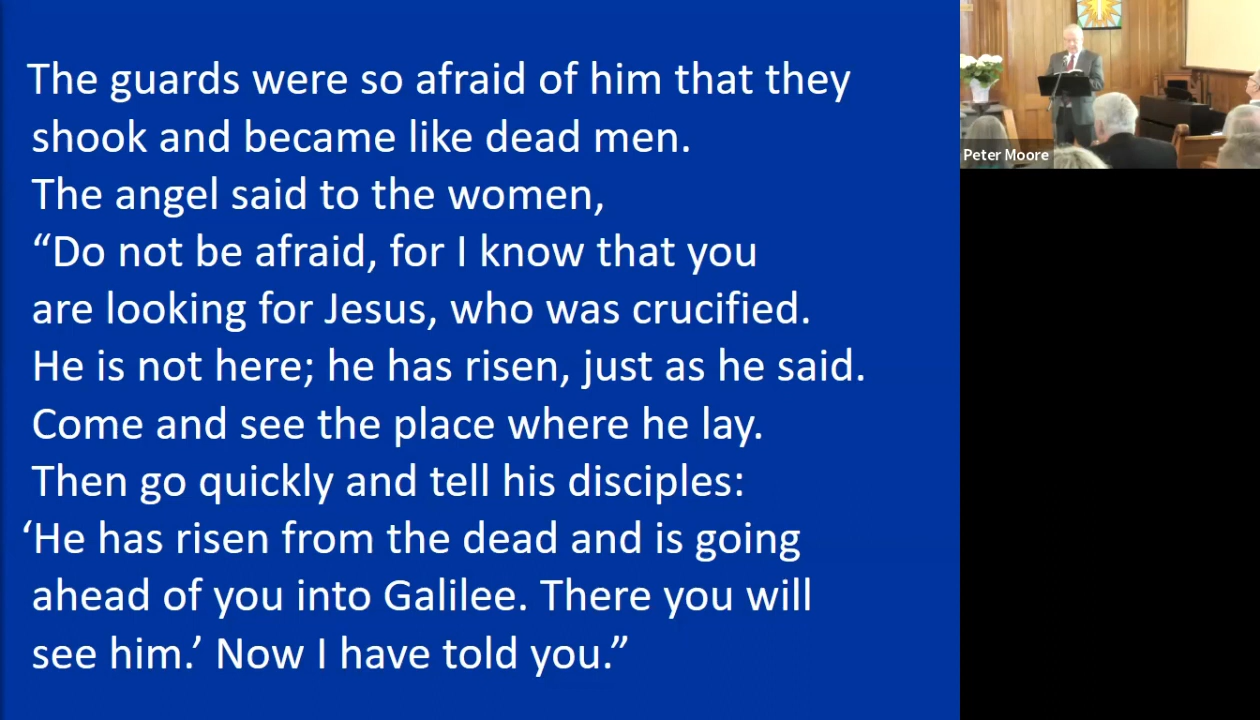 The guards were so afraid of him that they
shook and became like dead men.
The angel said to the women,
“Do not be afraid, for I know that you
are looking for Jesus, who was crucified.
He is not here; he has risen, just as he said.
Come and see the place where he lay.
Then go quickly and tell his disciples:
‘He has risen from the dead and is going
ahead of you into Galilee. There you will
see him.’ Now I have told you.”
Peter Moore